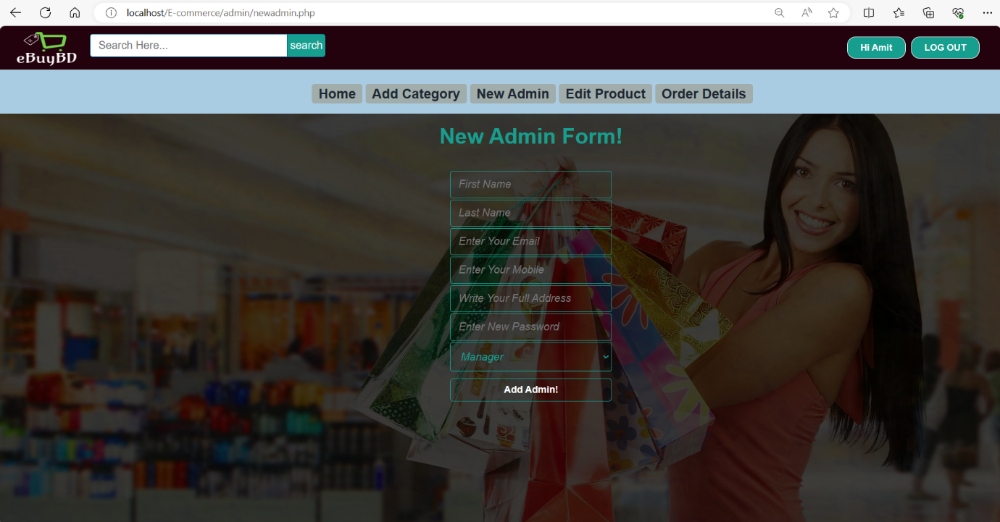 localhost/E-commerce/admin/newadmin.php
eBuyBD
Search Here...
search
Hi Amit
LOG OUT
Home
Add Category
New Admin
Edit Product
Order Details
New Admin Form!
First Name
Last Name
Enter Your Email
Enter Your Mobile
Write Your Full Address
Enter New Password
Manager
Add Admin!